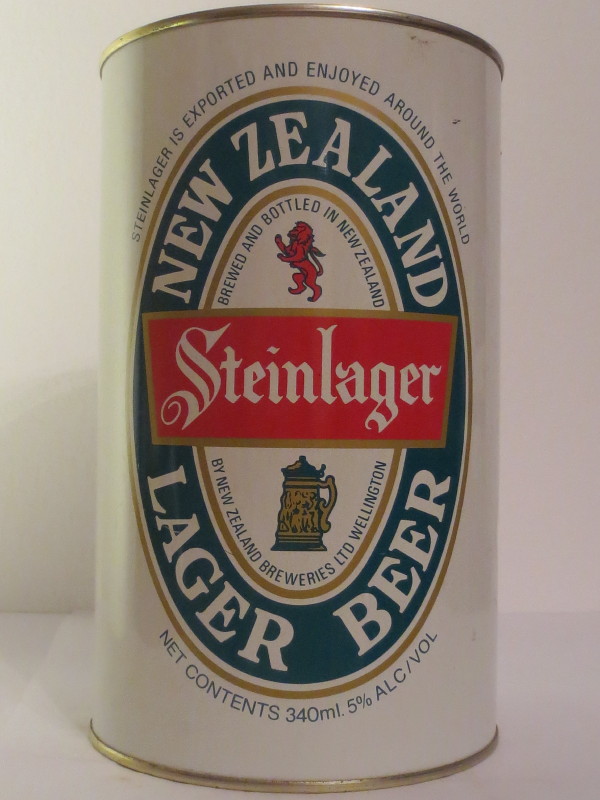 STEINLAGER IS EXPORTED AND ENJOYED AROUND THE WORLD
NEW ZEALAND
BREWED AND BOTTLED IN NEW ZEALAND
Steinlager
BY NEW ZEALAND BREWERIES LTD WELLINGTON
LAGER BEER
NET CONTENTS 340ml. 5% ALC/VOL